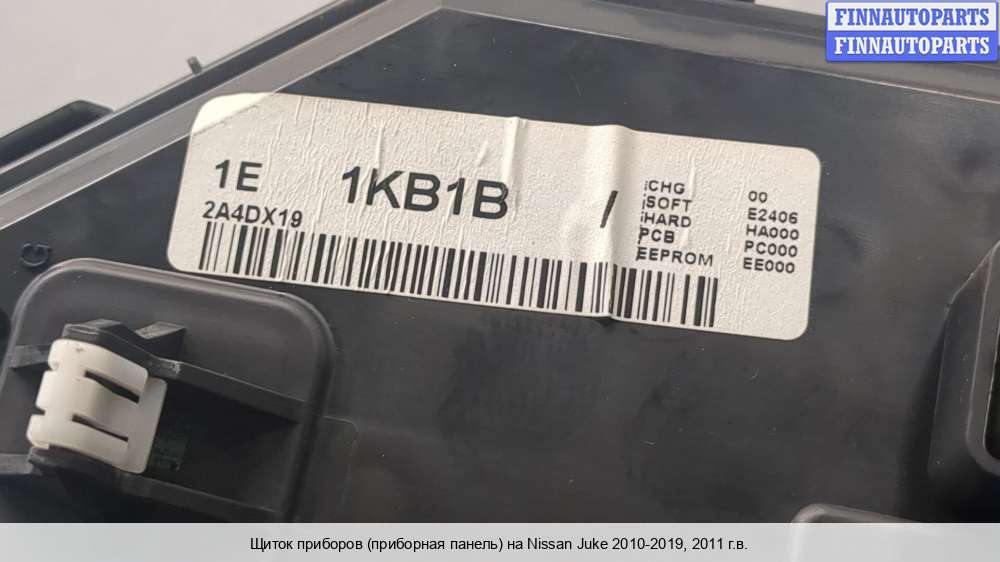 FINNAUTOPARTS
FINNAUTOPARTS
1E 1KB1B /
2A4DX19
CHG 00
SOFT E2406
HARD HA000
PCB PC000
EEPROM EE000
G
Щиток приборов (приборная панель) на Nissan Juke 2010-2019, 2011 г.в.